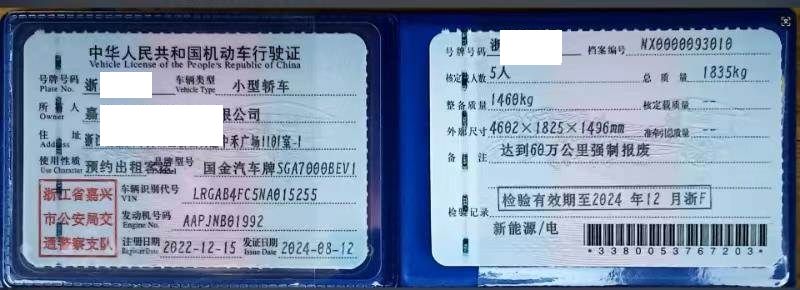 中华人民共和国机动车行驶证
Vehicle License of the People's Republic of China
号牌号码 浙 车辆类型 小型轿车
Plate No. Vehicle Type
所有人 嘉 限公司
Owner
住址 浙江 中禾广场1101室-1
Address
使用性质 预约出租客 品牌型号 国金汽车牌SGA7000BEV1
Use Character
浙江省嘉兴
市公安局交
通警察支队
车辆识别代号 LRGAB4FC5NA015255
VIN
发动机号码 AAPJNB01992
Engine No.
注册日期 2022-12-15 发证日期 2024-08-12
Register Date Issue Date
号牌号码 浙 档案编号 NX0000093010
核定人数 5人 总质量 1835kg
整备质量 1460kg 核定载质量 --
外廓尺寸 4602×1825×1496mm 准牵引总质量 --
备注 达到60万公里强制报废
检验有效期至2024 年12 月浙F
检验记录
新能源/电
*3380053767203*